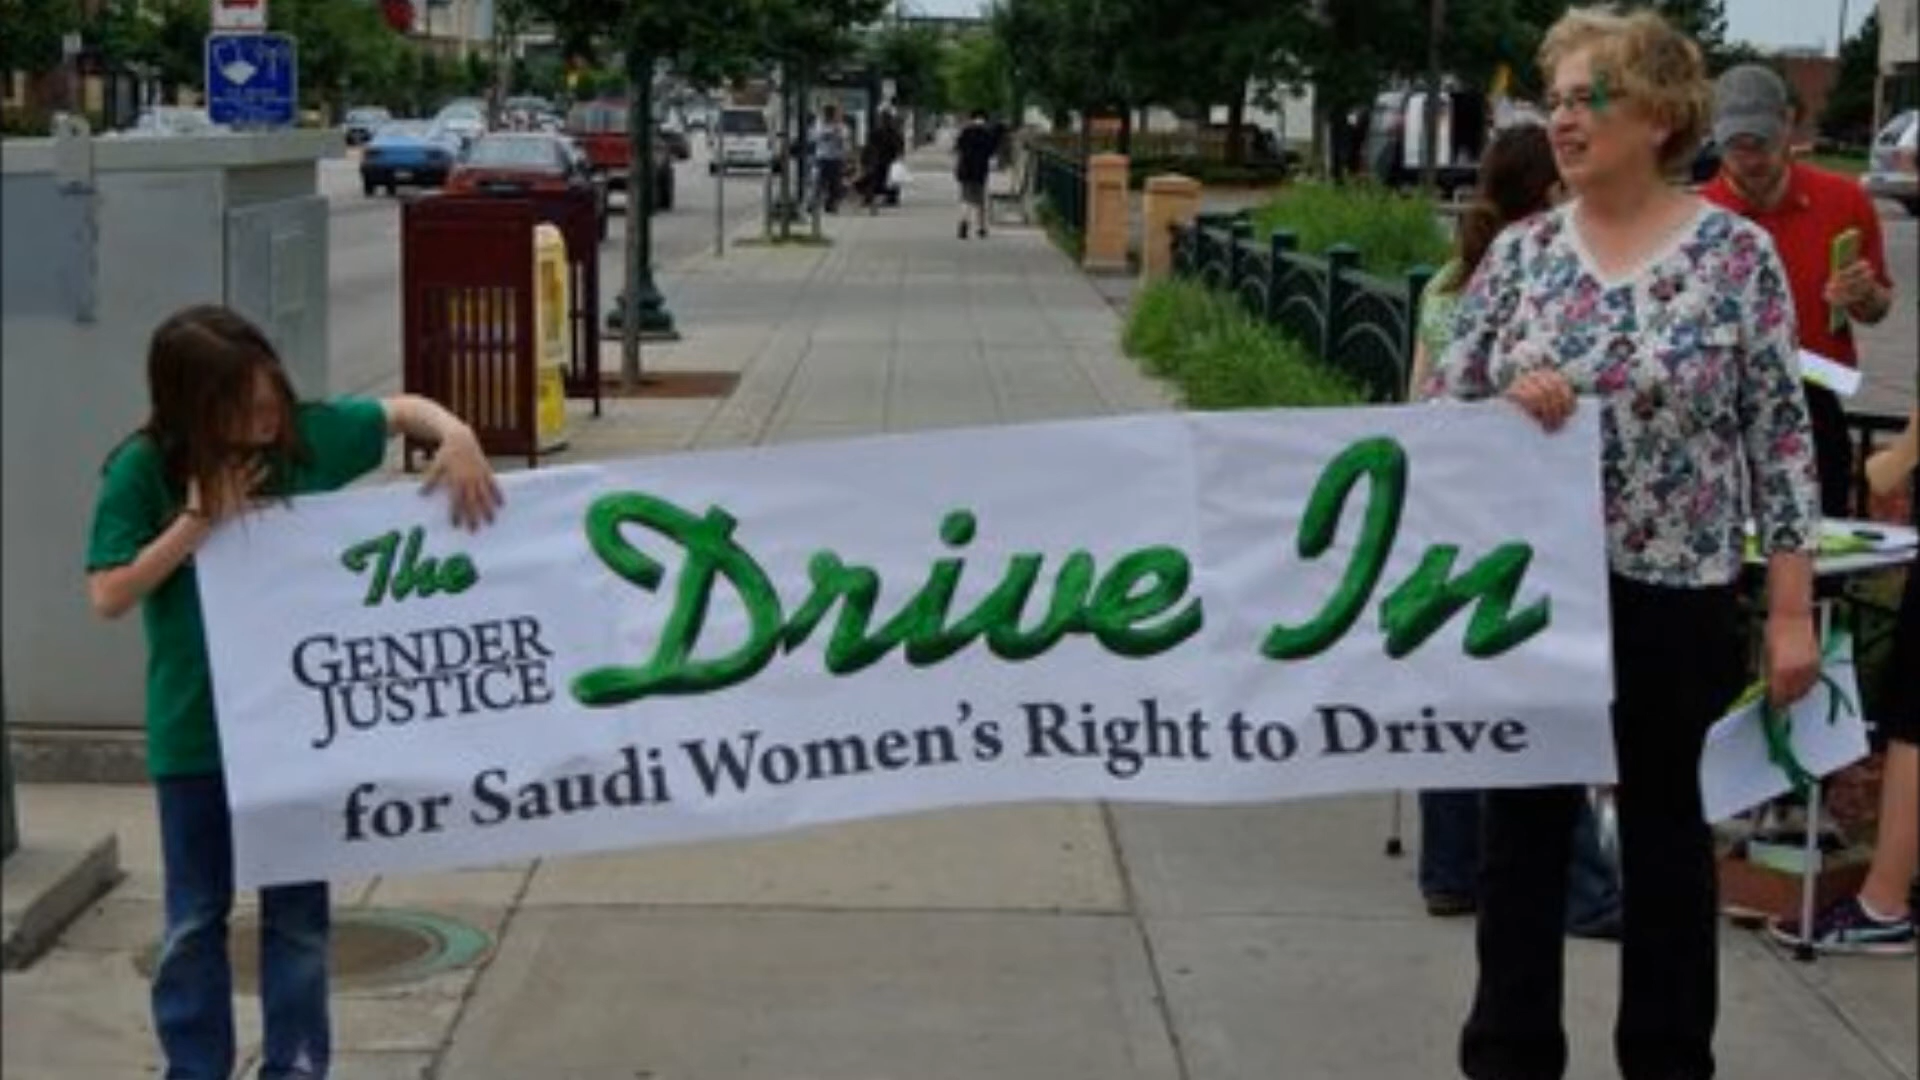 The
GENDER
JUSTICE
Drive In
for Saudi Women's Right to Drive